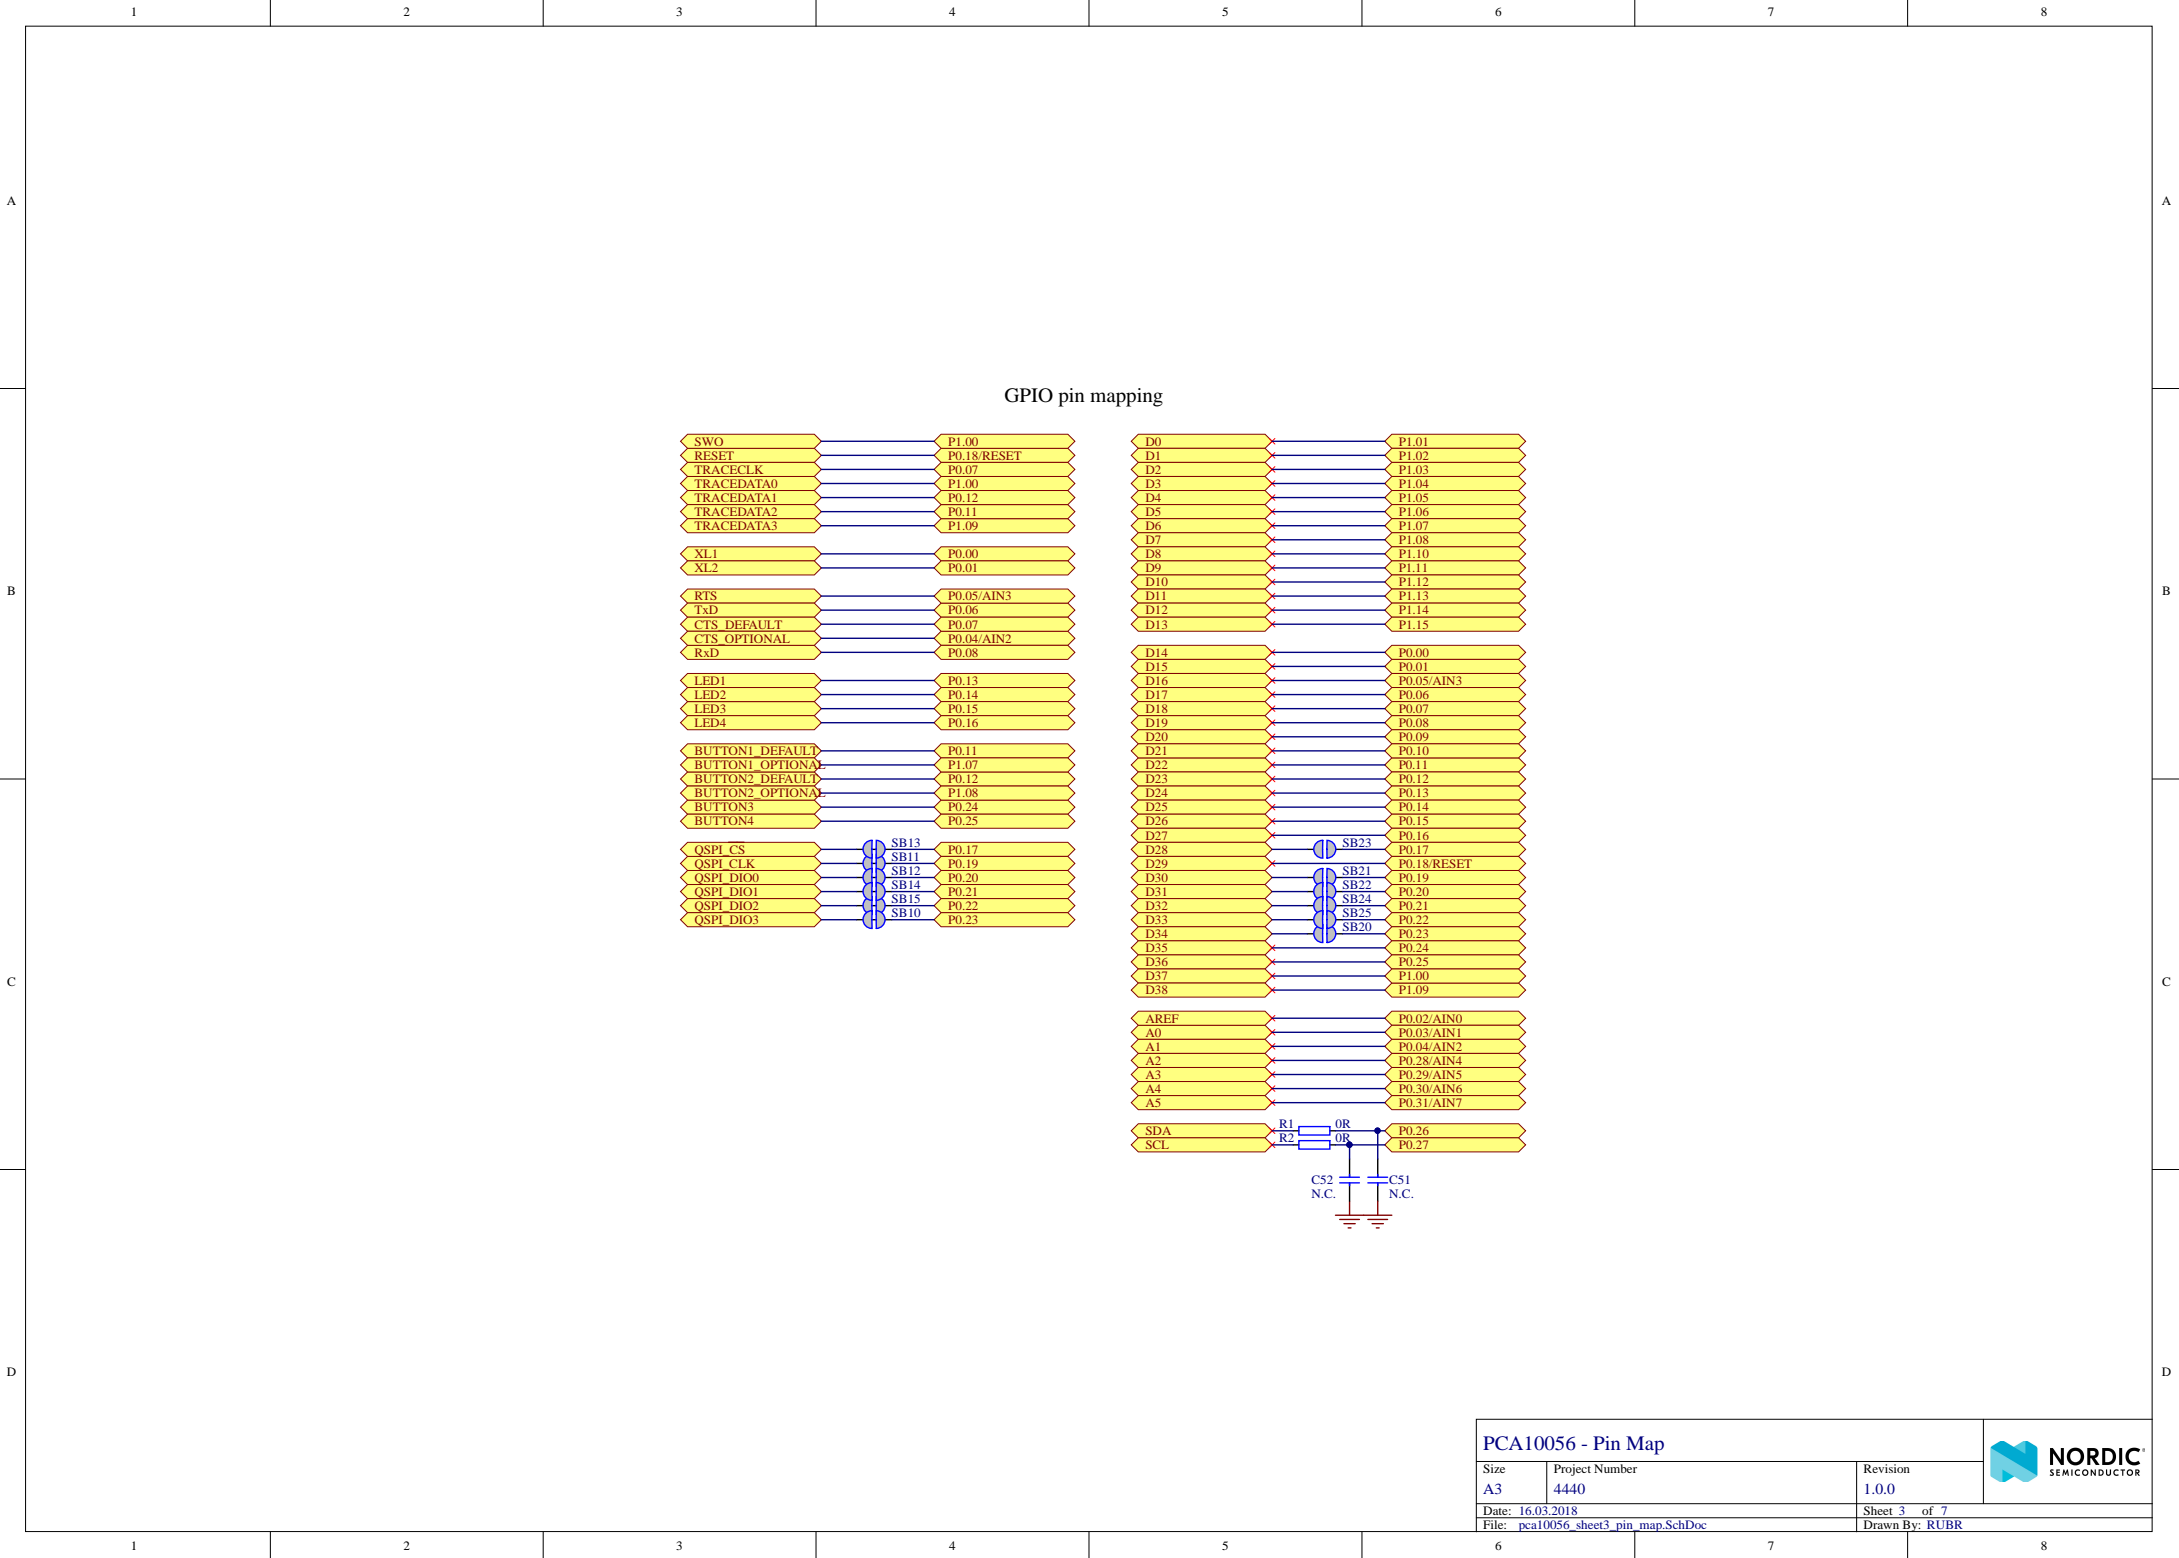 1 2 3 4 5 6 7 8
A A
GPIO pin mapping
SWO P1.00
RESET P0.18/RESET
TRACECLK P0.07
TRACEDATA0 P1.00
TRACEDATA1 P0.12
TRACEDATA2 P0.11
TRACEDATA3 P1.09
XL1 P0.00
XL2 P0.01
RTS P0.05/AIN3
TxD P0.06
CTS_DEFAULT P0.07
CTS_OPTIONAL P0.04/AIN2
RxD P0.08
LED1 P0.13
LED2 P0.14
LED3 P0.15
LED4 P0.16
BUTTON1_DEFAULT P0.11
BUTTON1_OPTIONAL P1.07
BUTTON2_DEFAULT P0.12
BUTTON2_OPTIONAL P1.08
BUTTON3 P0.24
BUTTON4 P0.25
QSPI_CS SB13 P0.17
QSPI_CLK SB11 P0.19
QSPI_DIO0 SB12 P0.20
QSPI_DIO1 SB14 P0.21
QSPI_DIO2 SB15 P0.22
QSPI_DIO3 SB10 P0.23
D0 P1.01
D1 P1.02
D2 P1.03
D3 P1.04
D4 P1.05
D5 P1.06
D6 P1.07
D7 P1.08
D8 P1.10
D9 P1.11
D10 P1.12
D11 P1.13
D12 P1.14
D13 P1.15
D14 P0.00
D15 P0.01
D16 P0.05/AIN3
D17 P0.06
D18 P0.07
D19 P0.08
D20 P0.09
D21 P0.10
D22 P0.11
D23 P0.12
D24 P0.13
D25 P0.14
D26 P0.15
D27 P0.16
D28 SB23 P0.17
D29 P0.18/RESET
D30 SB21 P0.19
D31 SB22 P0.20
D32 SB24 P0.21
D33 SB25 P0.22
D34 SB20 P0.23
D35 P0.24
D36 P0.25
D37 P1.00
D38 P1.09
AREF P0.02/AIN0
A0 P0.03/AIN1
A1 P0.04/AIN2
A2 P0.28/AIN4
A3 P0.29/AIN5
A4 P0.30/AIN6
A5 P0.31/AIN7
SDA R1 0R P0.26
SCL R2 0R P0.27
C52 C51
N.C. N.C.
B B
C C
D D
PCA10056 - Pin Map
Size Project Number Revision
A3 4440 1.0.0
NORDIC®
SEMICONDUCTOR
Date: 16.03.2018 Sheet 3 of 7
File: pca10056_sheet3_pin_map.SchDoc Drawn By: RUBR
1 2 3 4 5 6 7 8